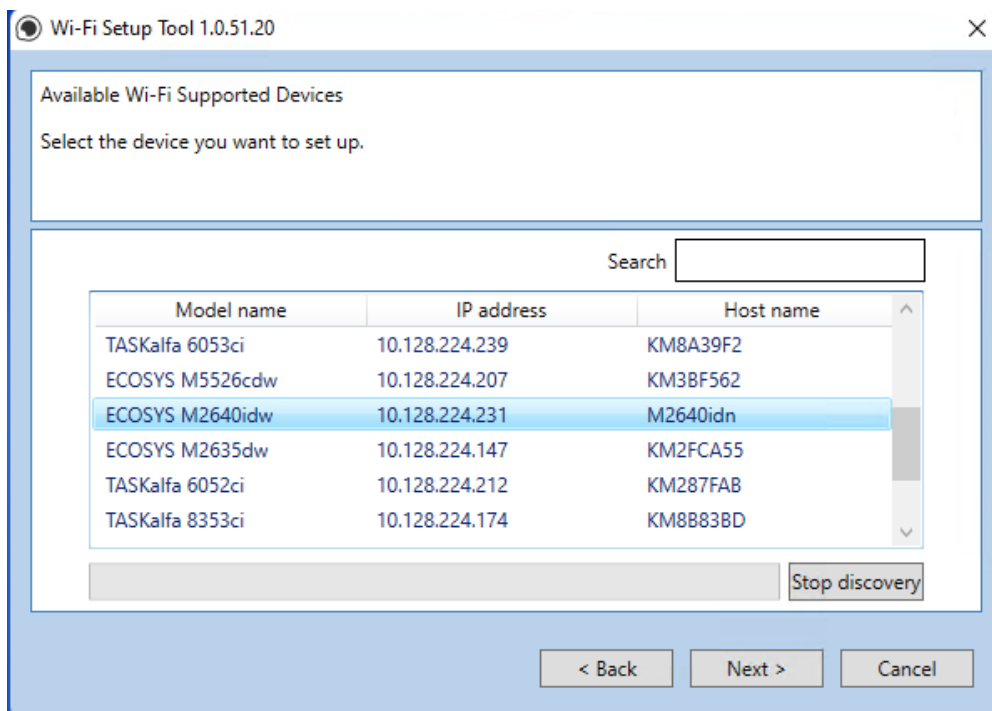 Wi-Fi Setup Tool 1.0.51.20
Available Wi-Fi Supported Devices
Select the device you want to set up.
Search
Model name IP address Host name
TASKalfa 6053ci 10.128.224.239 KM8A39F2
ECOSYS M5526cdw 10.128.224.207 KM3BF562
ECOSYS M2640idw 10.128.224.231 M2640idn
ECOSYS M2635dw 10.128.224.147 KM2FCA55
TASKalfa 6052ci 10.128.224.212 KM287FAB
TASKalfa 8353ci 10.128.224.174 KM8B83BD
Stop discovery
< Back Next > Cancel